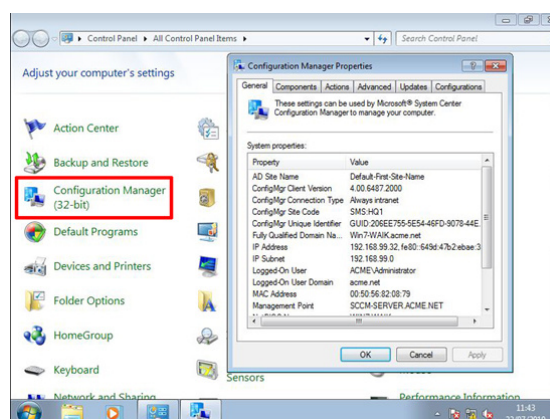 Control Panel ▸ All Control Panel Items ▸
Search Control Panel
Adjust your computer's settings
Action Center
Backup and Restore
Configuration Manager
(32-bit)
Default Programs
Devices and Printers
Folder Options
HomeGroup
Keyboard
Network and Sharing
Sensors
Performance Information
Configuration Manager Properties
General Components Actions Advanced Updates Configurations
These settings can be used by Microsoft® System Center
Configuration Manager to manage your computer.
System properties:
Property Value
AD Site Name Default-First-Site-Name
ConfigMgr Client Version 4.00.6487.2000
ConfigMgr Connection Type Always intranet
ConfigMgr Site Code SMS:HQ1
ConfigMgr Unique Identifier GUID:206EE755-5E54-46FD-9078-44E...
Fully Qualified Domain Na... Win7-WAIK.acme.net
IP Address 192.168.99.32, fe80::649d:47b2:ebae:3
IP Subnet 192.168.99.0
Logged-On User ACME\Administrator
Logged-On User Domain acme.net
MAC Address 00:50:56:82:08:79
Management Point SCCM-SERVER.ACME.NET
OK Cancel Apply
11:43